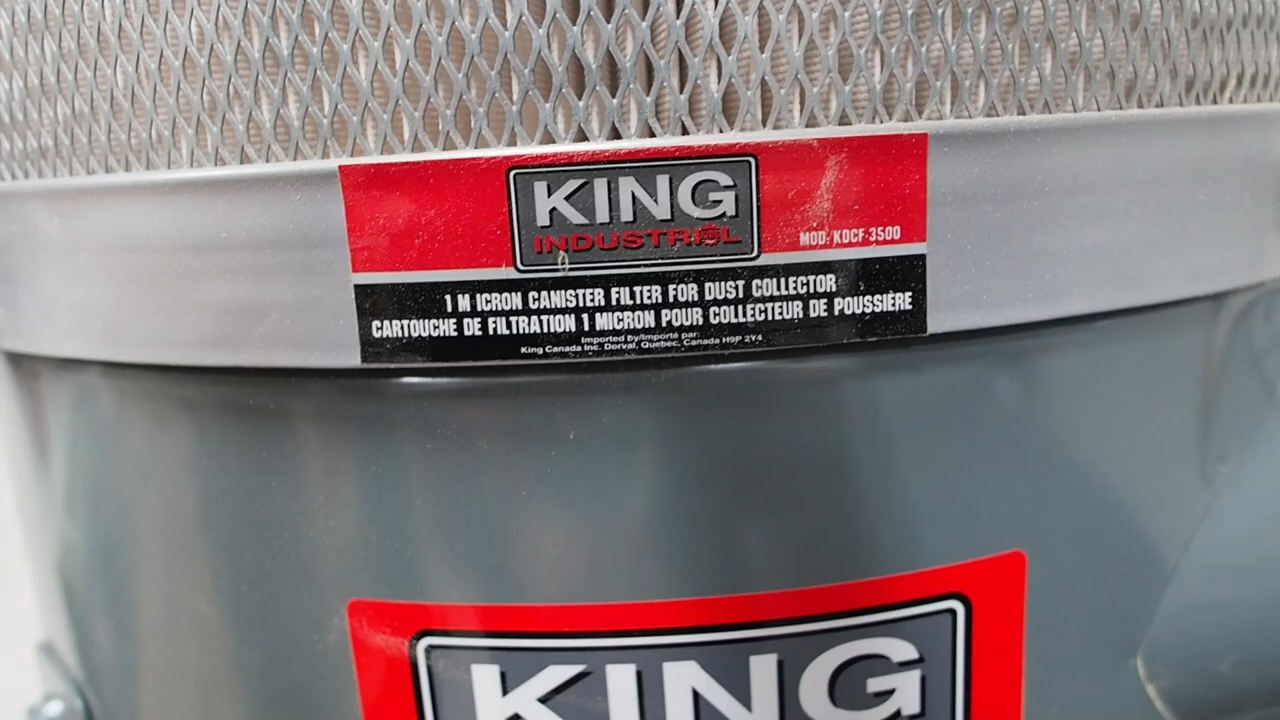 KING
INDUSTRIAL
MOD: KDCF-3500
1 M ICRON CANISTER FILTER FOR DUST COLLECTOR
CARTOUCHE DE FILTRATION 1 MICRON POUR COLLECTEUR DE POUSSIÈRE
Imported by/Importé par:
King Canada Inc. Dorval, Quebec, Canada H9P 2Y4
KING